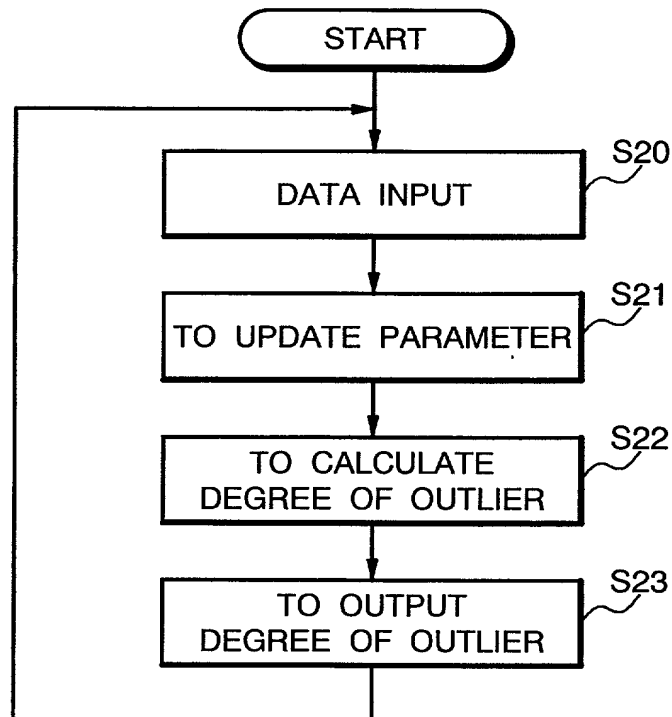 START
S20
DATA INPUT
S21
TO UPDATE PARAMETER
S22
TO CALCULATE
DEGREE OF OUTLIER
S23
TO OUTPUT
DEGREE OF OUTLIER